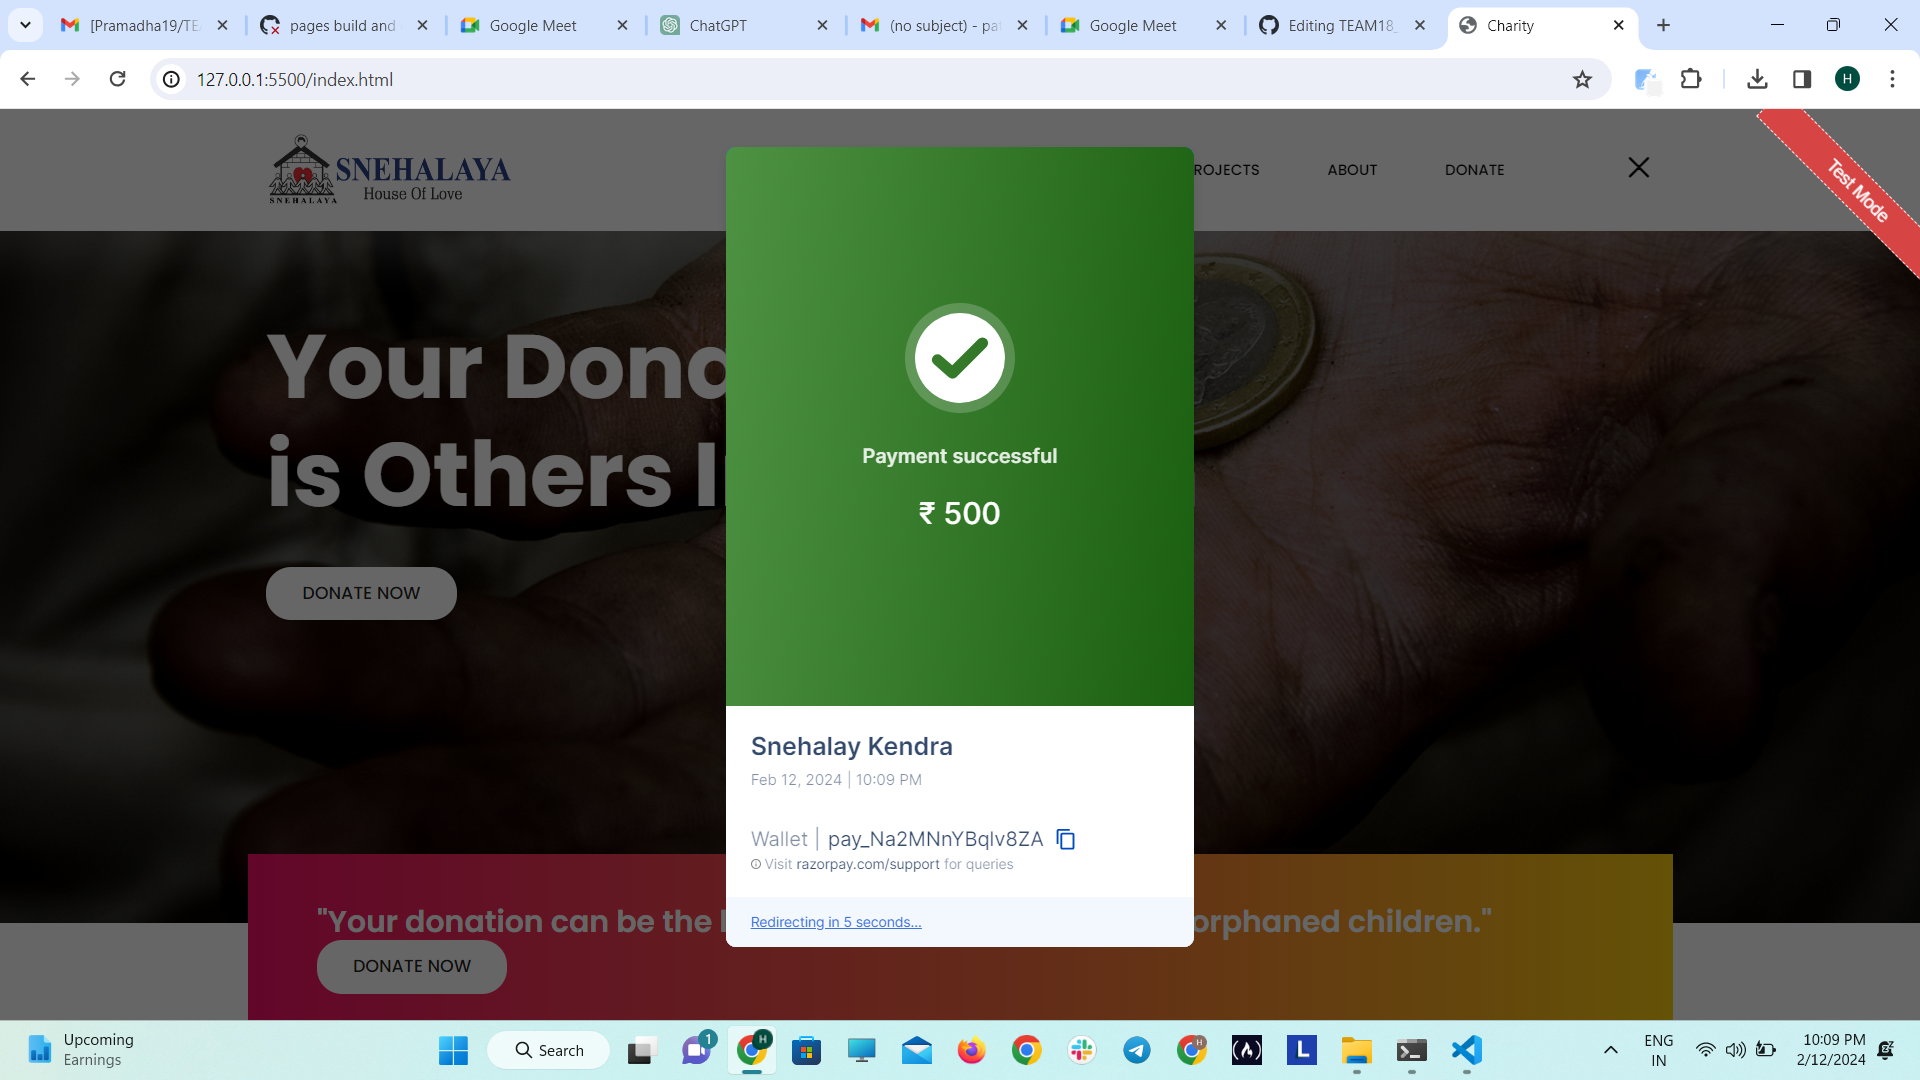 [Pramadha19/TEA
pages build and
Google Meet
ChatGPT
(no subject) - pat
Google Meet
Editing TEAM18_
Charity
127.0.0.1:5500/index.html
H
SNEHALAYA
SNEHALAYA
House Of Love
ROJECTS
ABOUT
DONATE
Test Mode
Your Dona
is Others I
DONATE NOW
Payment successful
₹ 500
Snehalay Kendra
Feb 12, 2024 | 10:09 PM
Wallet | pay_Na2MNnYBqlv8ZA
Visit razorpay.com/support for queries
Redirecting in 5 seconds...
"Your donation can be the
orphaned children."
DONATE NOW
Upcoming
Earnings
Search
1
H
H
L
ENG
IN
10:09 PM
2/12/2024